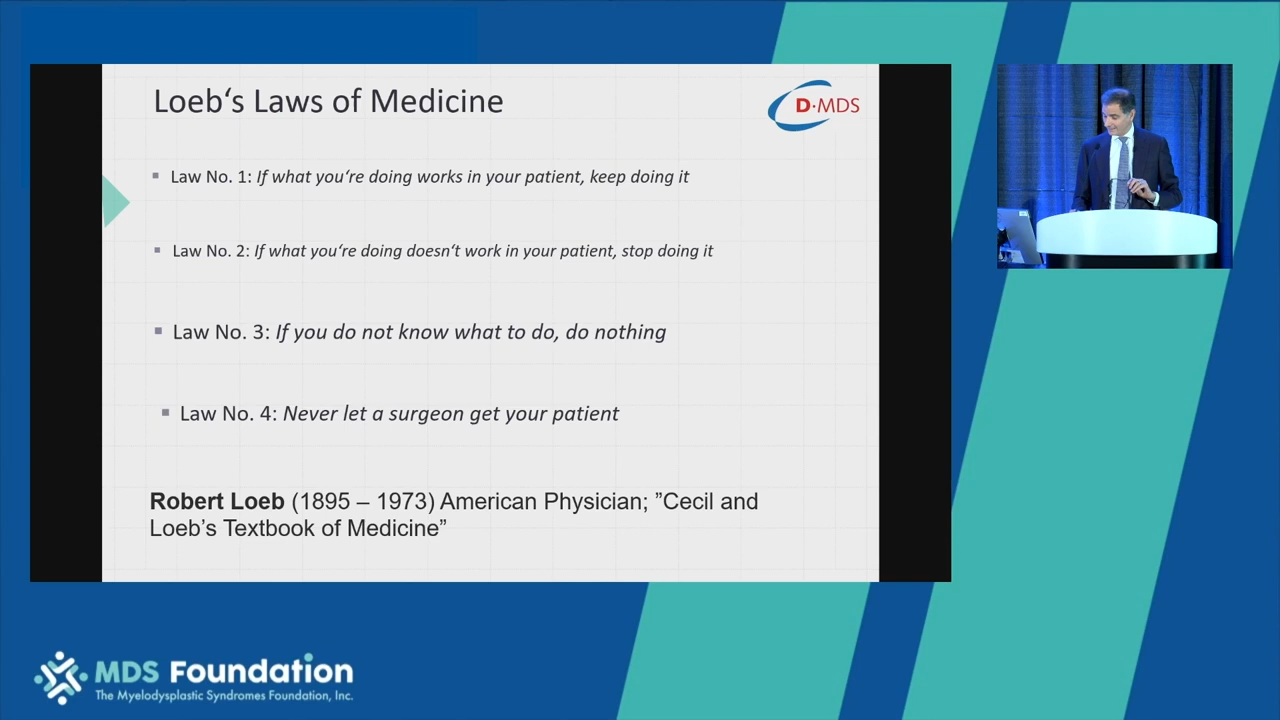 Loeb‘s Laws of Medicine
D·MDS
Law No. 1: If what you‘re doing works in your patient, keep doing it
Law No. 2: If what you‘re doing doesn‘t work in your patient, stop doing it
Law No. 3: If you do not know what to do, do nothing
Law No. 4: Never let a surgeon get your patient
Robert Loeb (1895 – 1973) American Physician; ”Cecil and
Loeb’s Textbook of Medicine”
MDS Foundation
The Myelodysplastic Syndromes Foundation, Inc.